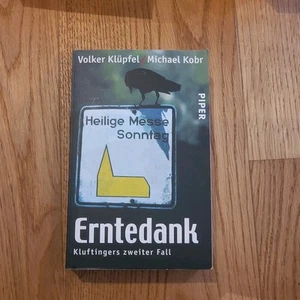 Volker Klüpfel Michael Kobr
PIPER
Heilige Messe
Sonntag
Erntedank
Kluftingers zweiter Fall